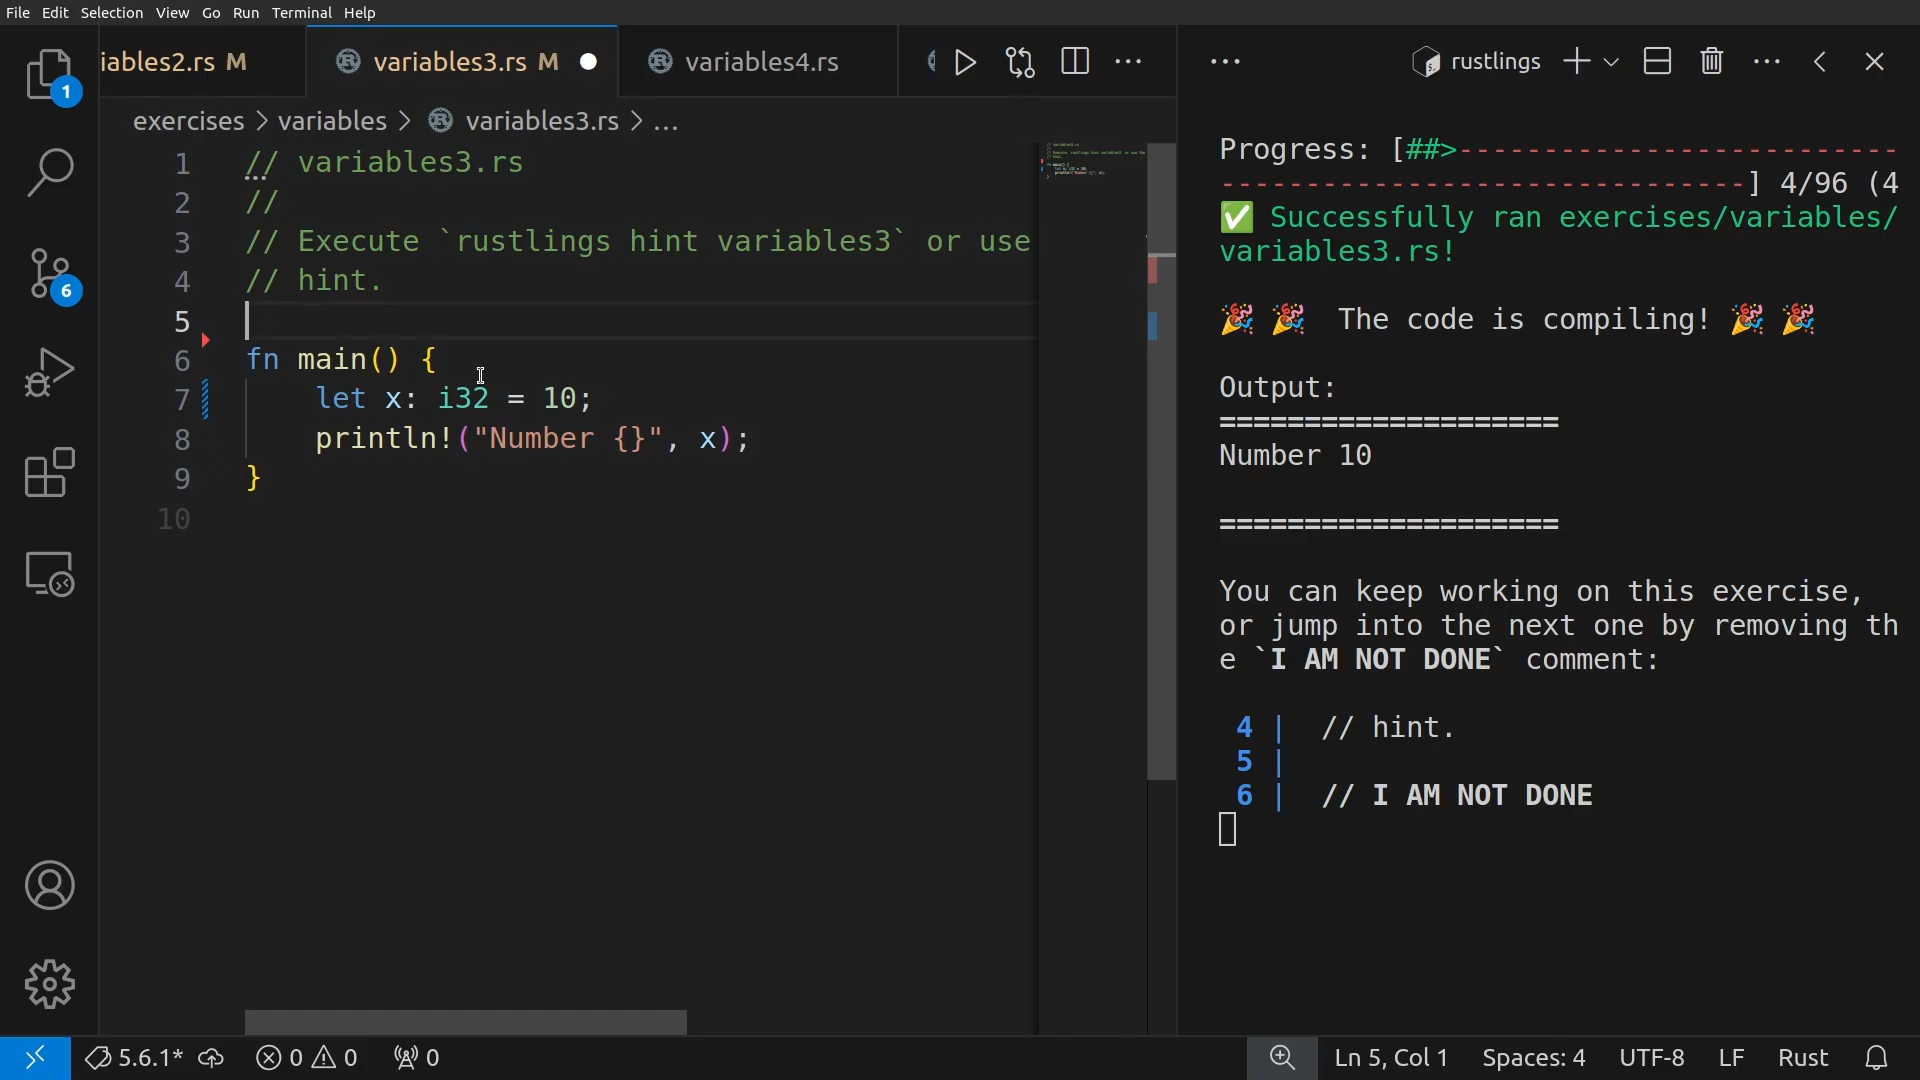 File Edit Selection View Go Run Terminal Help
iables2.rs M
variables3.rs M
variables4.rs
rustlings
exercises > variables > variables3.rs > ...
1 // variables3.rs
2 //
3 // Execute `rustlings hint variables3` or use
4 // hint.
5
6 fn main() {
7 let x: i32 = 10;
8 println!("Number {}", x);
9 }
10
Progress: [##>--------------------------
-------------------------------] 4/96 (4
✅ Successfully ran exercises/variables/
variables3.rs!
🎉 🎉 The code is compiling! 🎉 🎉
Output:
====================
Number 10
====================
You can keep working on this exercise,
or jump into the next one by removing th
e `I AM NOT DONE` comment:
4 | // hint.
5 |
6 | // I AM NOT DONE
1
6
5.6.1* 0 0 0 Ln 5, Col 1 Spaces: 4 UTF-8 LF Rust